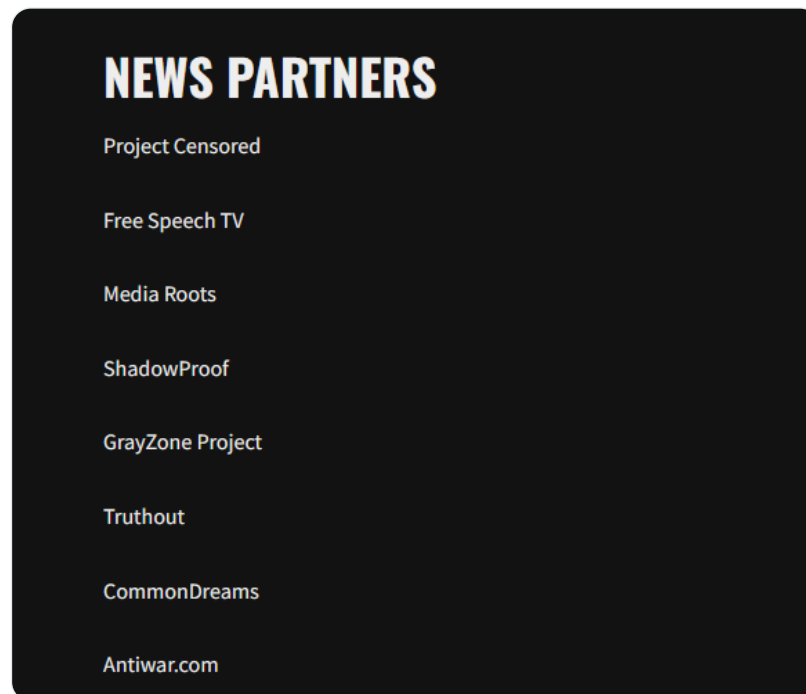 NEWS PARTNERS
Project Censored
Free Speech TV
Media Roots
ShadowProof
GrayZone Project
Truthout
CommonDreams
Antiwar.com